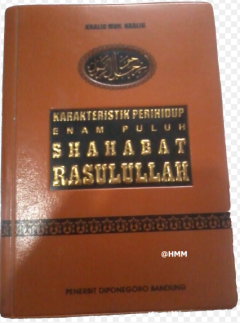 KHALID MUH. KHALID
KARAKTERISTIK PERIHIDUP
ENAM PULUH
SHAHABAT
RASULULLAH
@HMM
PENERBIT DIPONEGORO BANDUNG